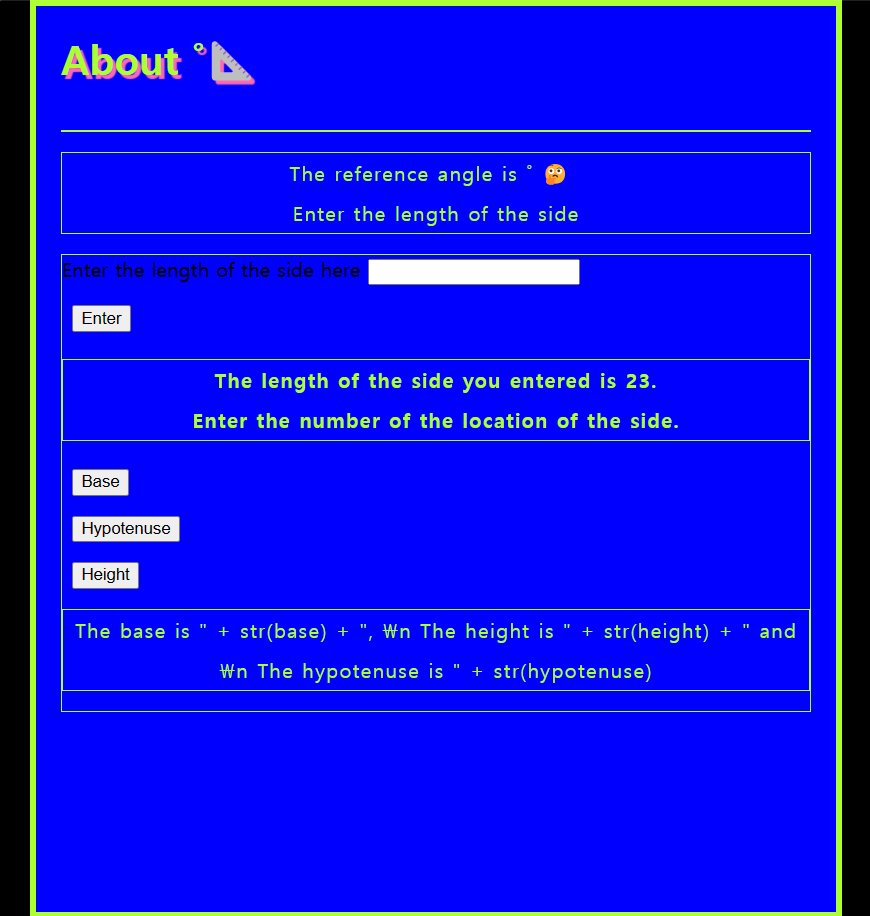 About °📐
The reference angle is ° 🤔
Enter the length of the side
Enter the length of the side here
Enter
The length of the side you entered is 23.
Enter the number of the location of the side.
Base
Hypotenuse
Height
The base is " + str(base) + ", ₩n The height is " + str(height) + " and
₩n The hypotenuse is " + str(hypotenuse)